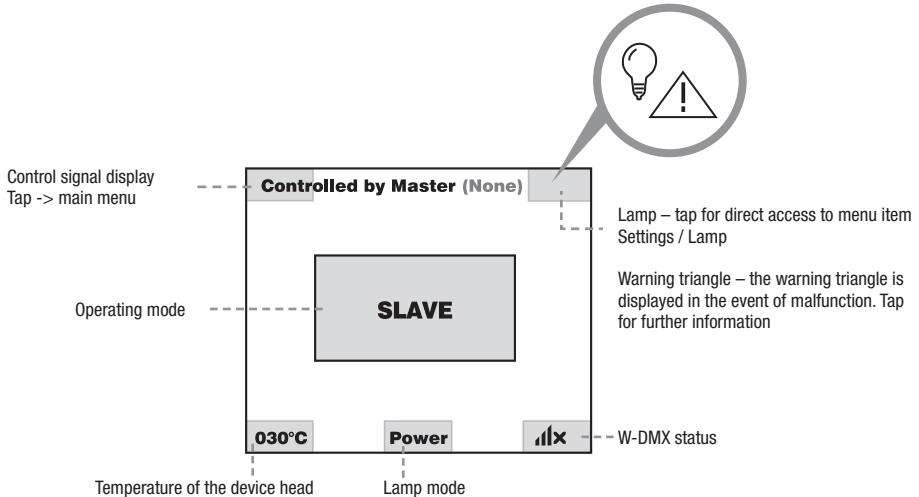 Control signal display
Tap -> main menu
Controlled by Master (None)
Lamp – tap for direct access to menu item
Settings / Lamp
Warning triangle – the warning triangle is
displayed in the event of malfunction. Tap
for further information
Operating mode
SLAVE
030°C
Power
W-DMX status
Temperature of the device head
Lamp mode